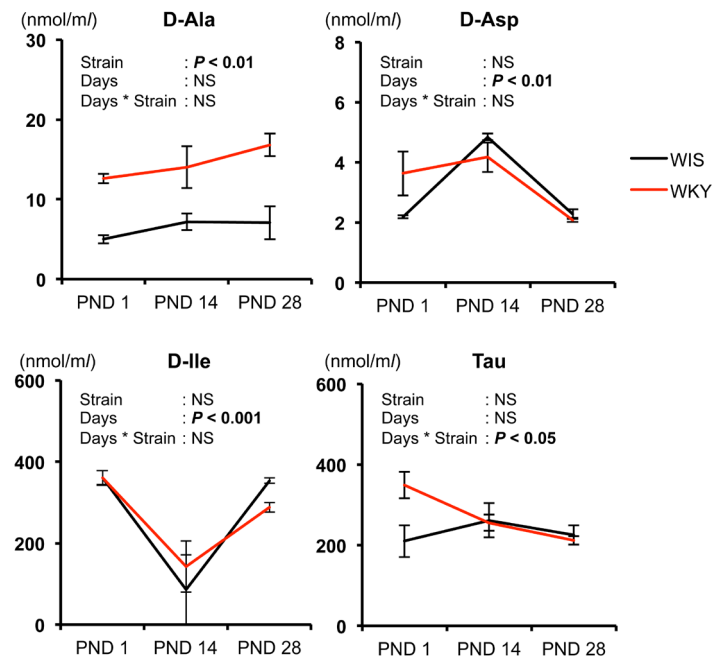 (nmol/ml) D-Ala
30
20
10
0
Strain : P < 0.01
Days : NS
Days * Strain : NS
PND 1 PND 14 PND 28
(nmol/ml) D-Asp
8
6
4
2
0
Strain : NS
Days : P < 0.01
Days * Strain : NS
PND 1 PND 14 PND 28
WIS
WKY
(nmol/ml) D-Ile
600
400
200
0
Strain : NS
Days : P < 0.001
Days * Strain : NS
PND 1 PND 14 PND 28
(nmol/ml) Tau
600
400
200
0
Strain : NS
Days : NS
Days * Strain : P < 0.05
PND 1 PND 14 PND 28